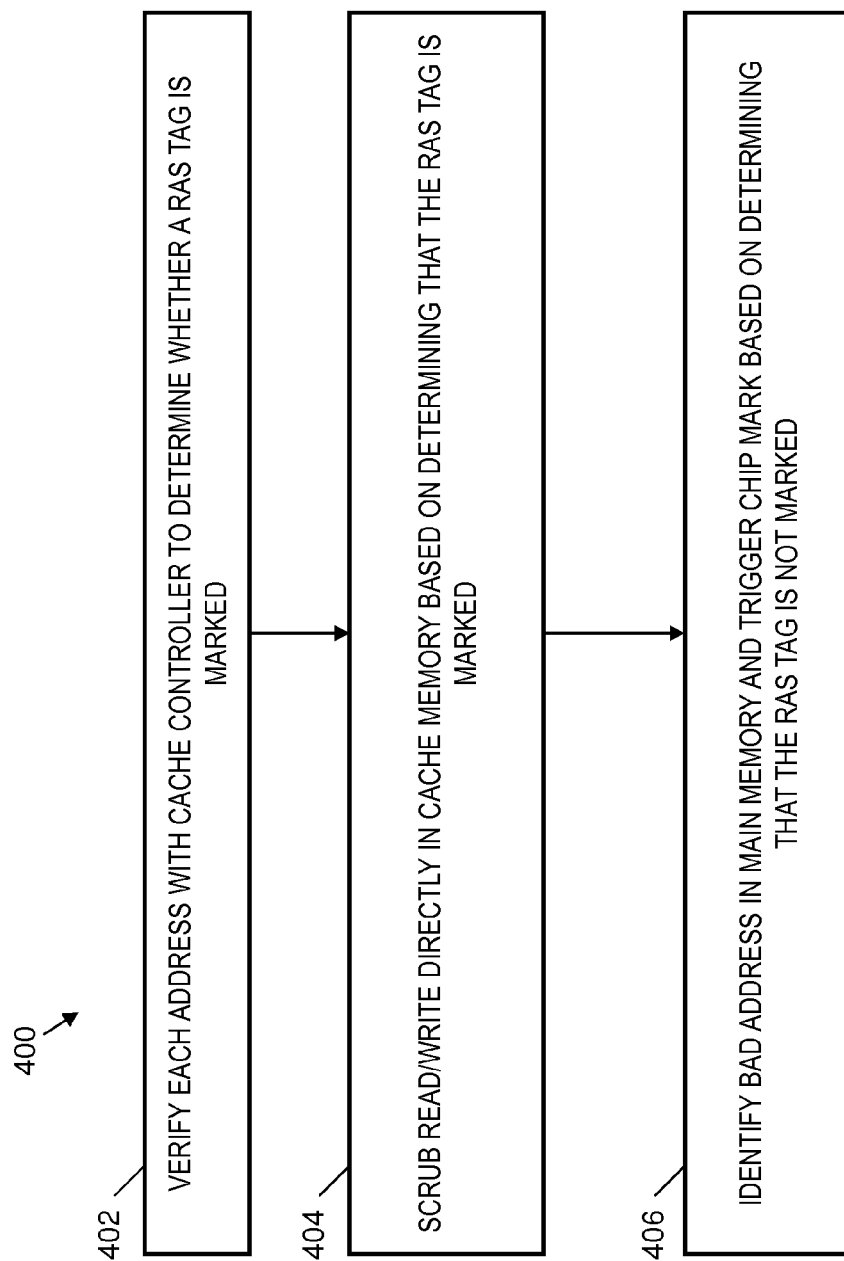 400
402
VERIFY EACH ADDRESS WITH CACHE CONTROLLER TO DETERMINE WHETHER A RAS TAG IS
MARKED
404
SCRUB READ/WRITE DIRECTLY IN CACHE MEMORY BASED ON DETERMINING THAT THE RAS TAG IS
MARKED
406
IDENTIFY BAD ADDRESS IN MAIN MEMORY AND TRIGGER CHIP MARK BASED ON DETERMINING
THAT THE RAS TAG IS NOT MARKED